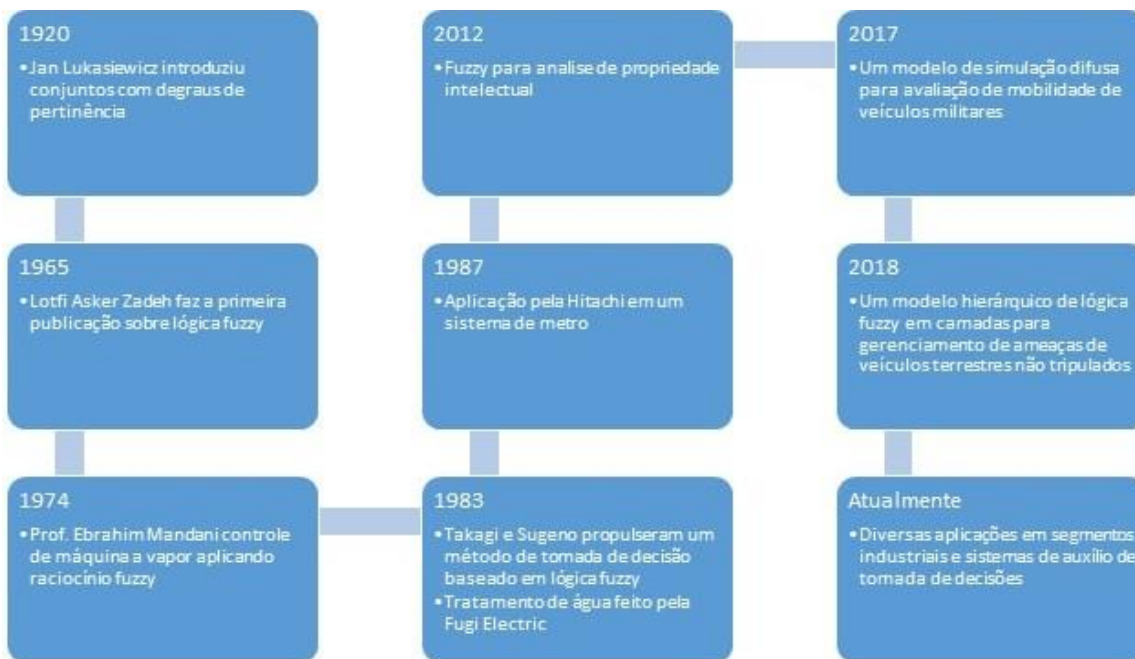 1920
•Jan Lukasiewicz introduziu
conjuntos com degraus de
pertinência
1965
•Lotfi Asker Zadeh faz a primeira
publicação sobre lógica fuzzy
1974
•Prof. Ebrahim Mandani controle
de máquina a vapor aplicando
raciocínio fuzzy
1983
•Takagi e Sugeno propulseram um
método de tomada de decisão
baseado em lógica fuzzy
•Tratamento de água feito pela
Fugi Electric
1987
•Aplicação pela Hitachi em um
sistema de metro
2012
•Fuzzy para analise de propriedade
intelectual
2017
•Um modelo de simulação difusa
para avaliação de mobilidade de
veículos militares
2018
•Um modelo hierárquico de lógica
fuzzy em camadas para
gerenciamento de ameaças de
veículos terrestres não tripulados
Atualmente
•Diversas aplicações em segmentos
industriais e sistemas de auxílio de
tomada de decisões